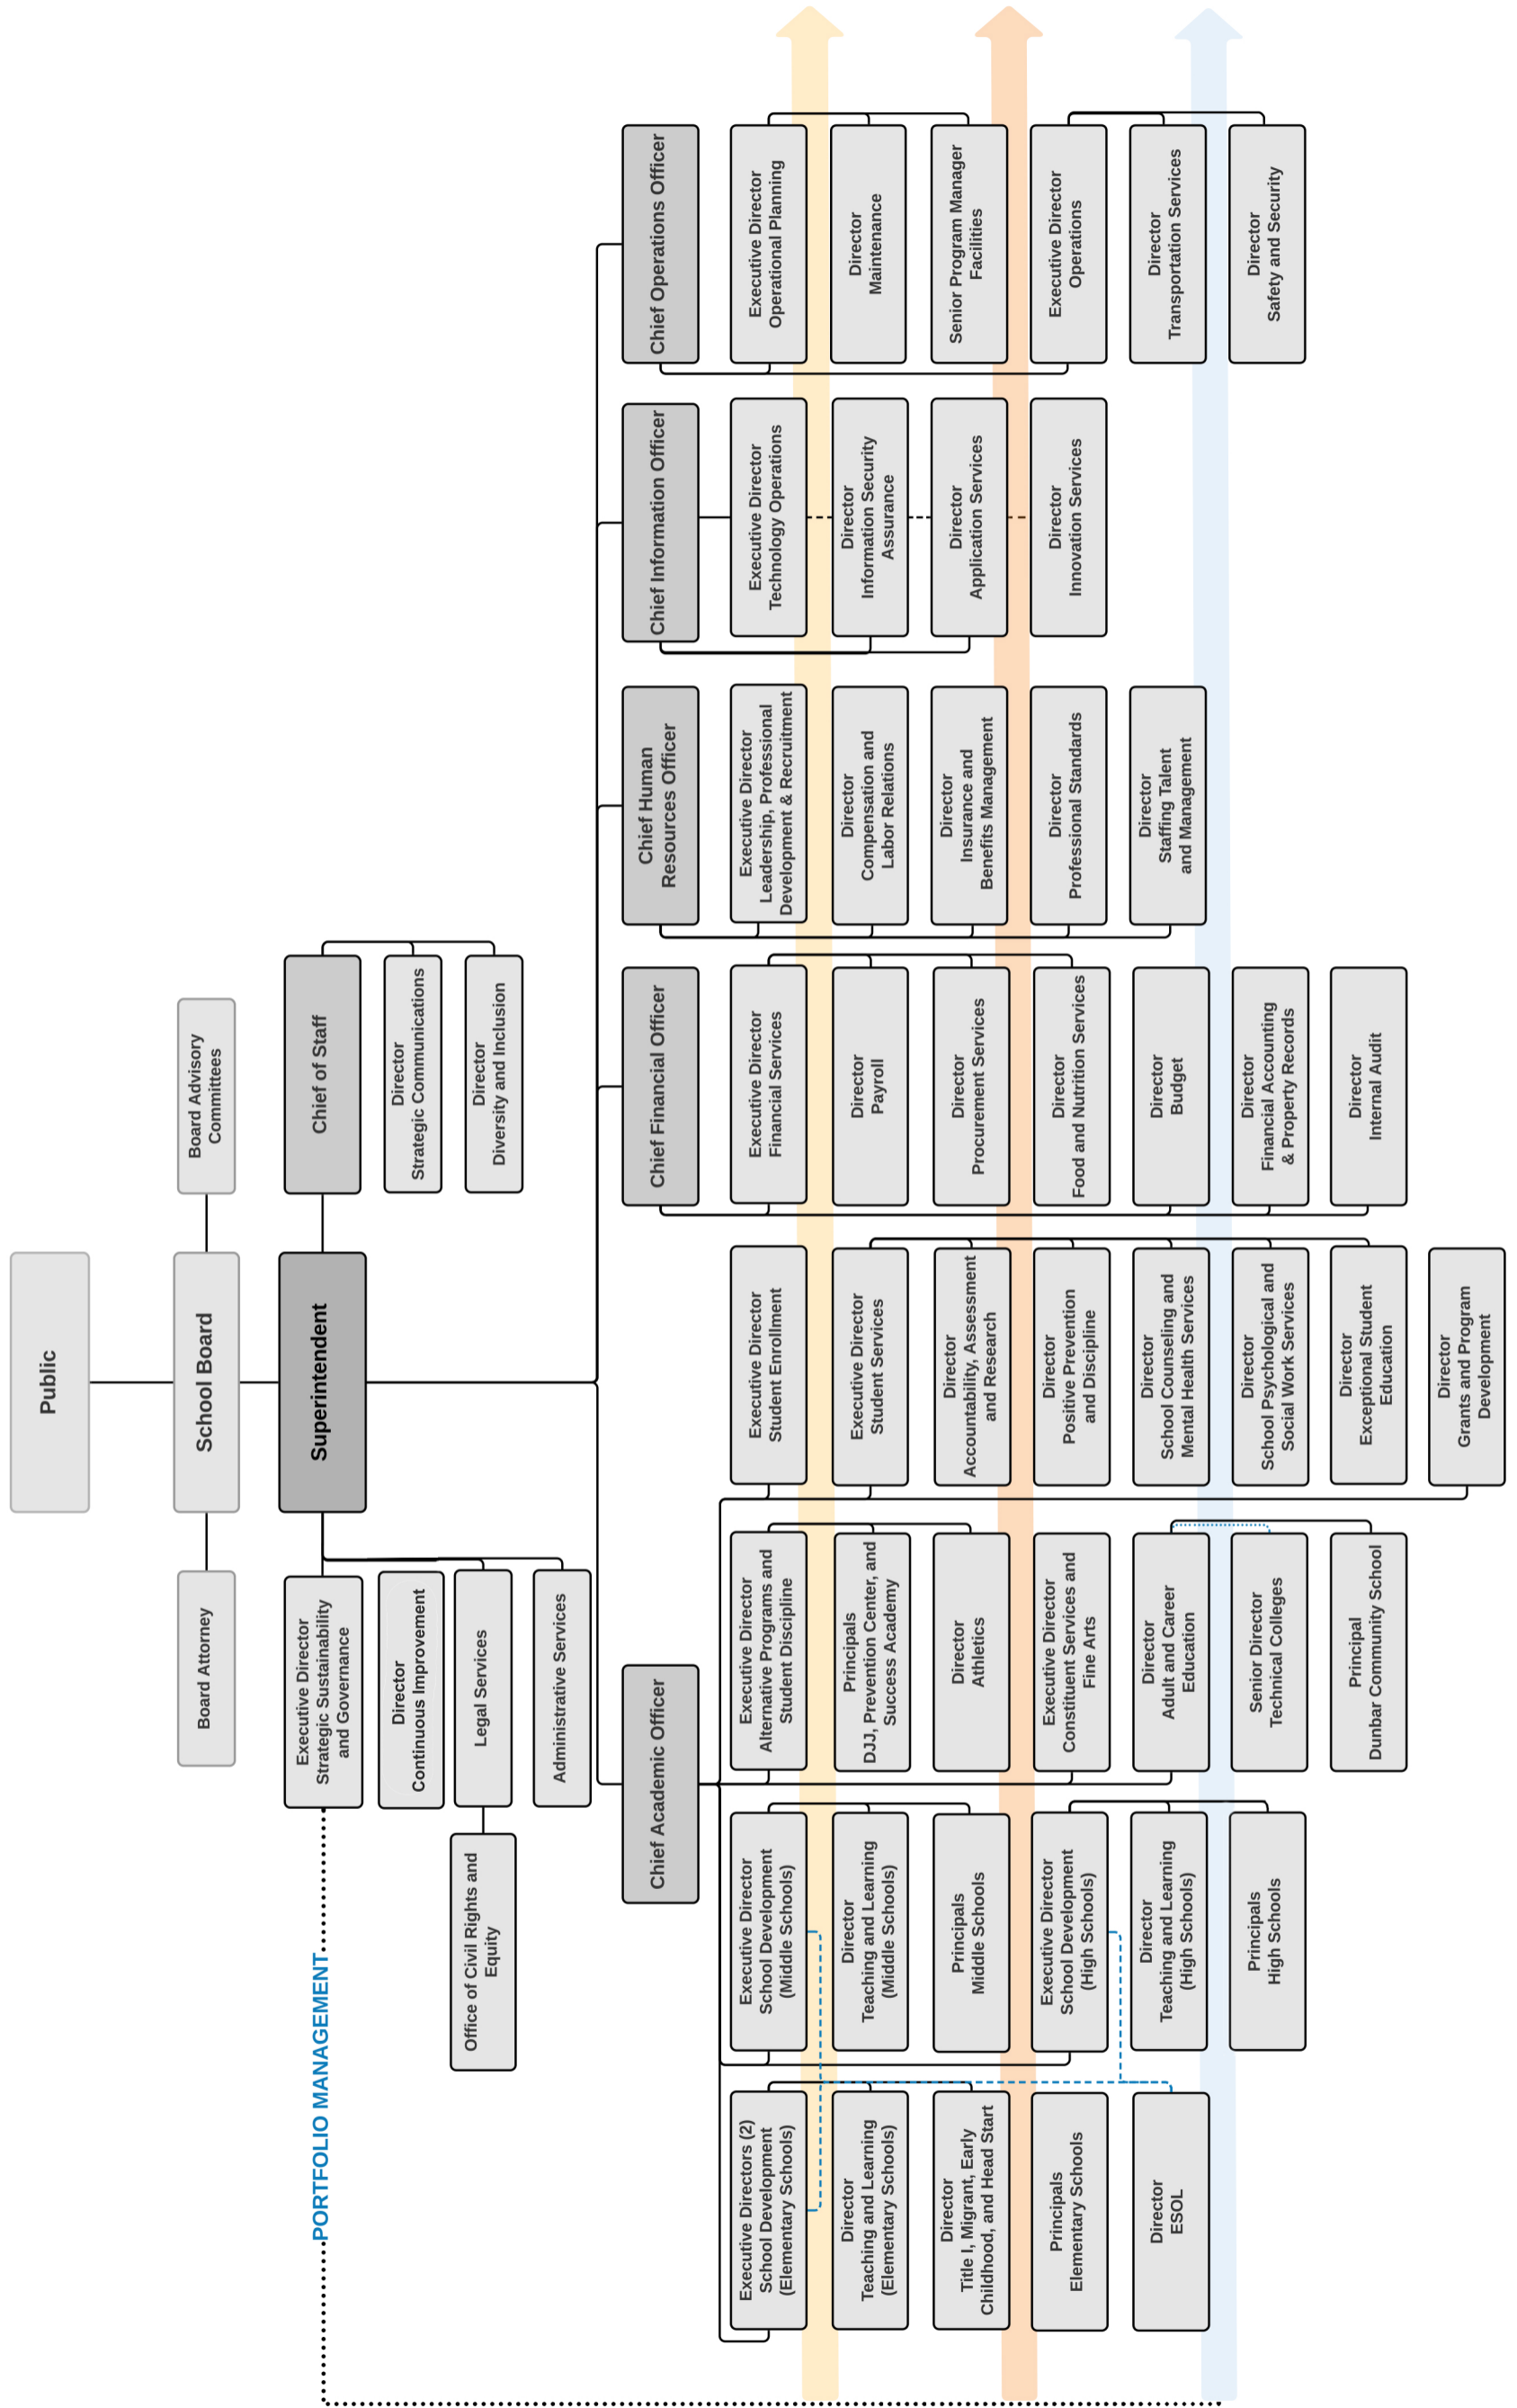 Public
Board Attorney
School Board
Board Advisory
Committees
Superintendent
Chief of Staff
Director
Strategic Communications
Director
Diversity and Inclusion
Executive Director
Strategic Sustainability
and Governance
Director
Continuous Improvement
Legal Services
Administrative Services
Office of Civil Rights and
Equity
PORTFOLIO MANAGEMENT
Chief Academic Officer
Executive Directors (2)
School Development
(Elementary Schools)
Director
Teaching and Learning
(Elementary Schools)
Director
Title I, Migrant, Early
Childhood, and Head Start
Principals
Elementary Schools
Director
ESOL
Executive Director
School Development
(Middle Schools)
Director
Teaching and Learning
(Middle Schools)
Principals
Middle Schools
Executive Director
School Development
(High Schools)
Director
Teaching and Learning
(High Schools)
Principals
High Schools
Executive Director
Alternative Programs and
Student Discipline
Principals
DJJ, Prevention Center, and
Success Academy
Director
Athletics
Executive Director
Constituent Services and
Fine Arts
Director
Adult and Career
Education
Senior Director
Technical Colleges
Principal
Dunbar Community School
Executive Director
Student Enrollment
Executive Director
Student Services
Director
Accountability, Assessment
and Research
Director
Positive Prevention
and Discipline
Director
School Counseling and
Mental Health Services
Director
School Psychological and
Social Work Services
Director
Exceptional Student
Education
Director
Grants and Program
Development
Chief Financial Officer
Executive Director
Financial Services
Director
Payroll
Director
Procurement Services
Director
Food and Nutrition Services
Director
Budget
Director
Financial Accounting
& Property Records
Director
Internal Audit
Chief Human
Resources Officer
Executive Director
Leadership, Professional
Development & Recruitment
Director
Compensation and
Labor Relations
Director
Insurance and
Benefits Management
Director
Professional Standards
Director
Staffing Talent
and Management
Chief Information Officer
Executive Director
Technology Operations
Director
Information Security
Assurance
Director
Application Services
Director
Innovation Services
Chief Operations Officer
Executive Director
Operational Planning
Director
Maintenance
Senior Program Manager
Facilities
Executive Director
Operations
Director
Transportation Services
Director
Safety and Security